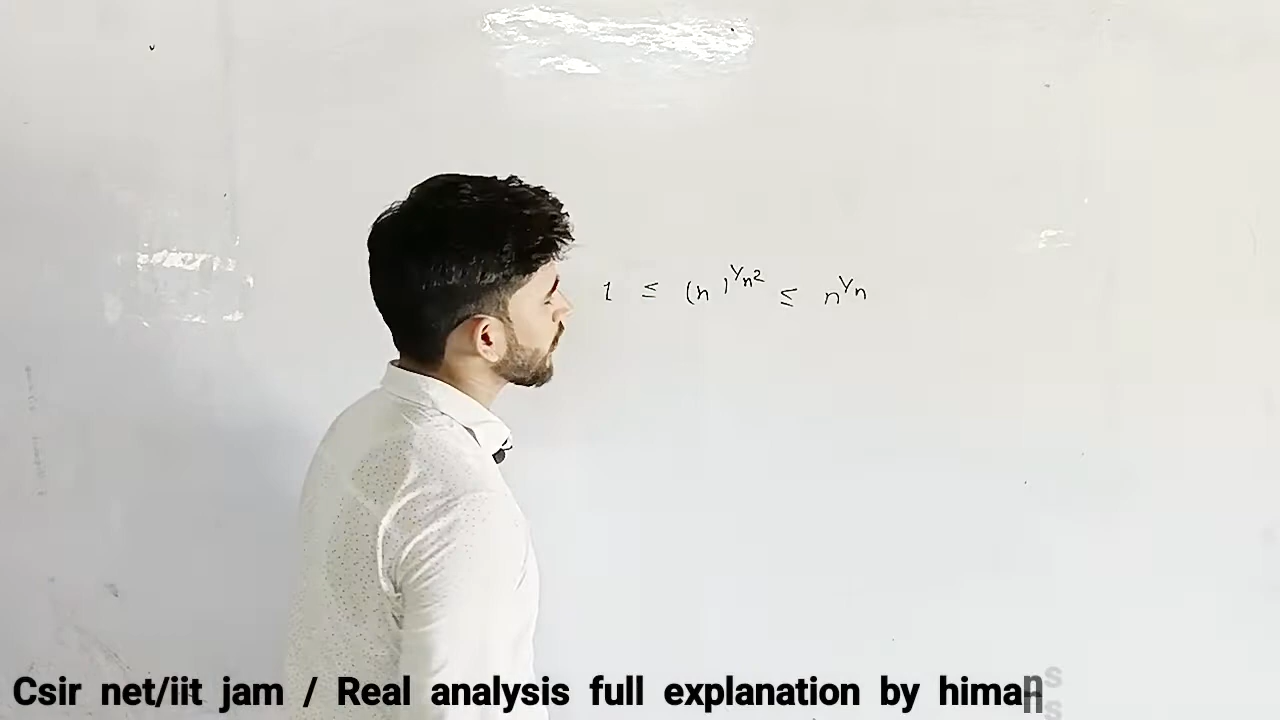 1 ≤ (n)^1/n² ≤ n^1/n
Csir net/iit jam / Real analysis full explanation by himan